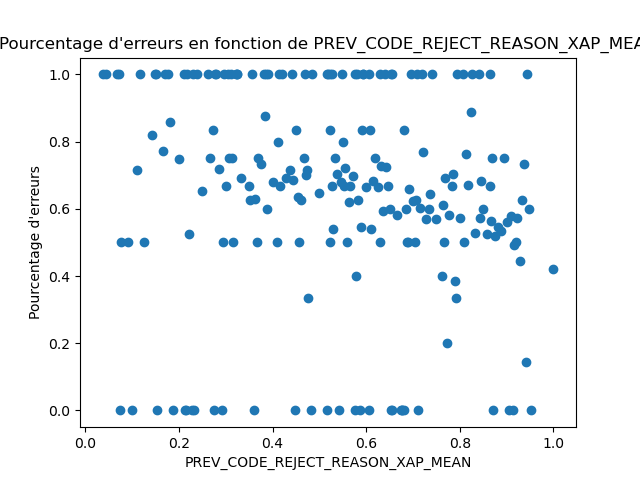 Pourcentage d'erreurs en fonction de PREV_CODE_REJECT_REASON_XAP_MEA
Pourcentage d'erreurs
1.0
0.8
0.6
0.4
0.2
0.0
0.0 0.2 0.4 0.6 0.8 1.0
PREV_CODE_REJECT_REASON_XAP_MEAN